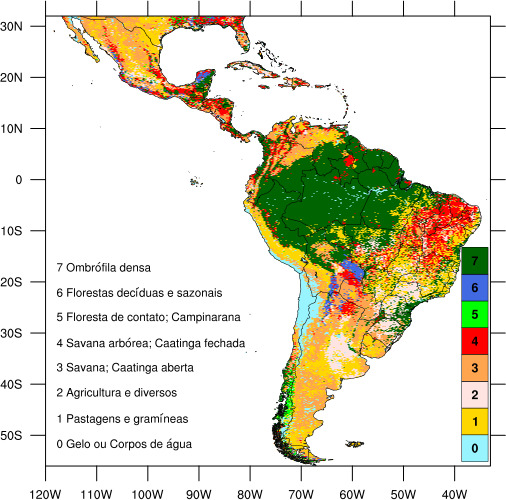 30N
20N
10N
0
10S
20S
30S
40S
50S
7 Ombrófila densa
6 Florestas decíduas e sazonais
5 Floresta de contato; Campinarana
4 Savana arbórea; Caatinga fechada
3 Savana; Caatinga aberta
2 Agricultura e diversos
1 Pastagens e gramíneas
0 Gelo ou Corpos de água
7
6
5
4
3
2
1
0
120W 110W 100W 90W 80W 70W 60W 50W 40W